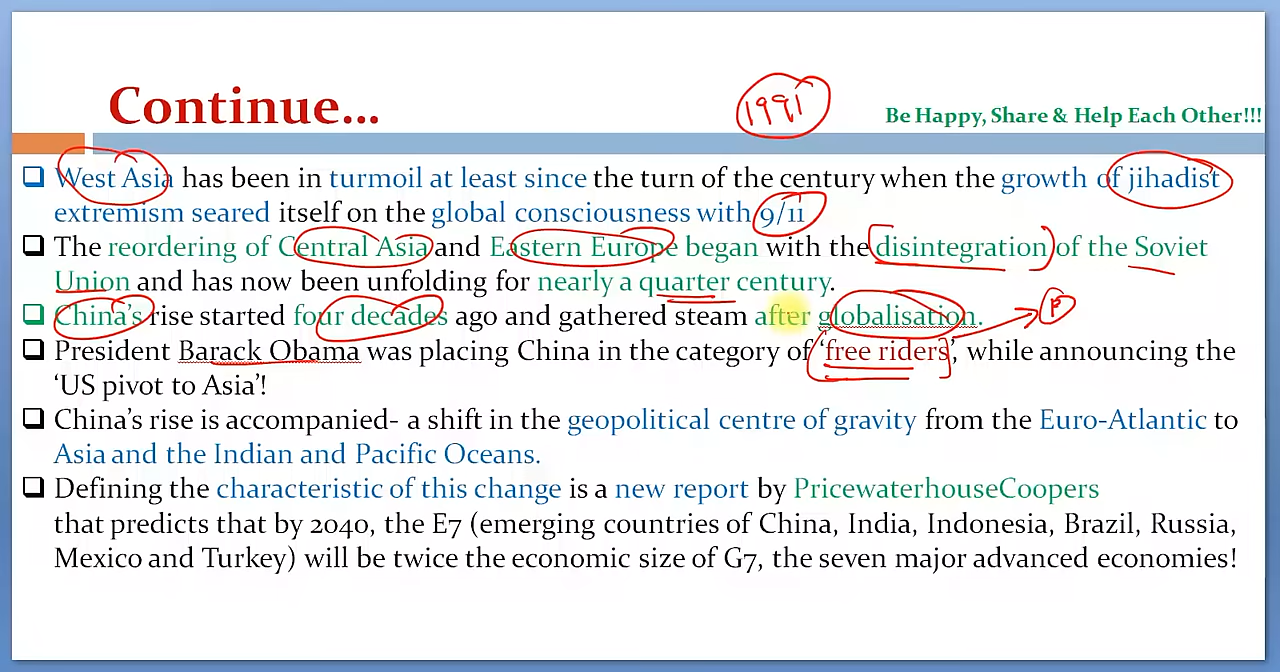 Continue...
1991
Be Happy, Share & Help Each Other!!!
West Asia has been in turmoil at least since the turn of the century when the growth of jihadist
extremism seared itself on the global consciousness with 9/11
The reordering of Central Asia and Eastern Europe began with the disintegration of the Soviet
Union and has now been unfolding for nearly a quarter century.
China's rise started four decades ago and gathered steam after globalisation.
President Barack Obama was placing China in the category of 'free riders', while announcing the
'US pivot to Asia'!
China's rise is accompanied- a shift in the geopolitical centre of gravity from the Euro-Atlantic to
Asia and the Indian and Pacific Oceans.
Defining the characteristic of this change is a new report by PricewaterhouseCoopers
that predicts that by 2040, the E7 (emerging countries of China, India, Indonesia, Brazil, Russia,
Mexico and Turkey) will be twice the economic size of G7, the seven major advanced economies!